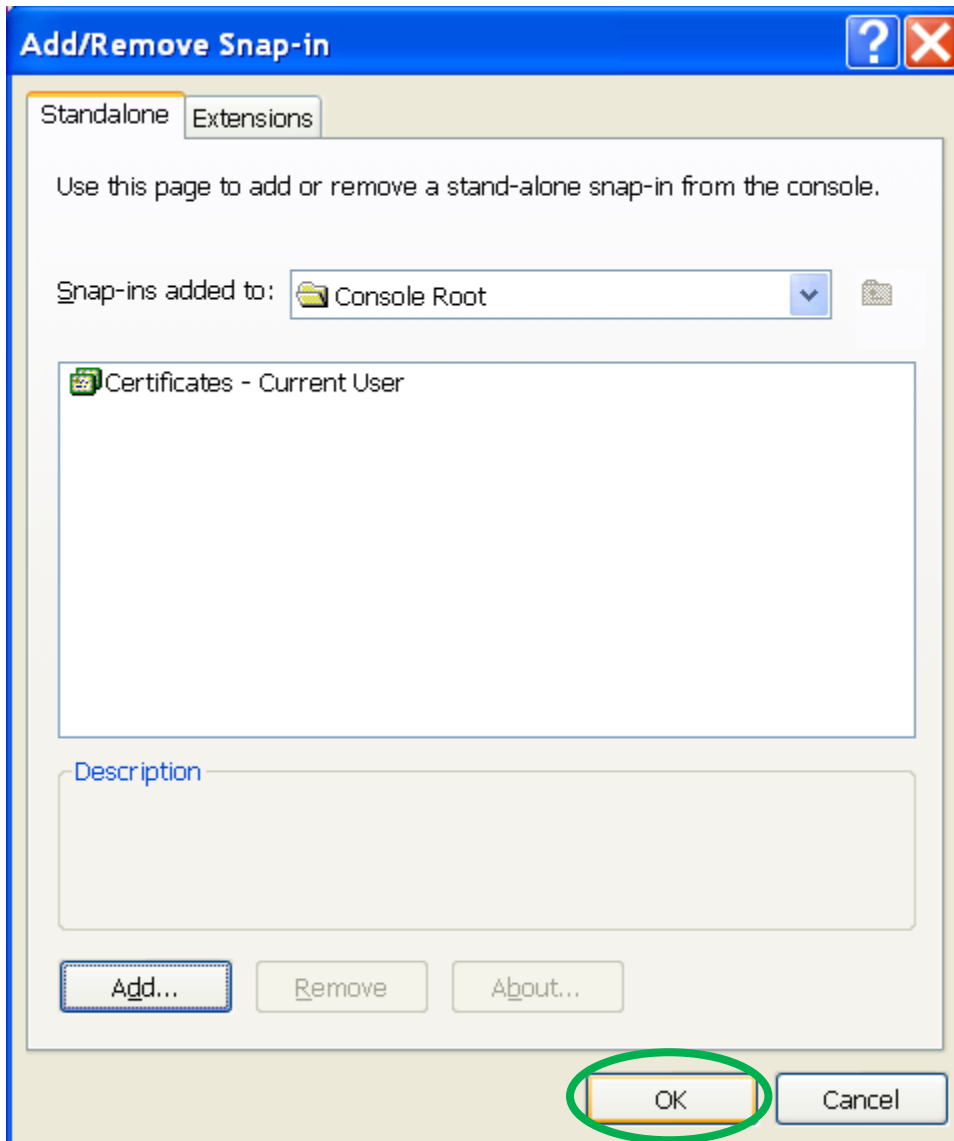 Add/Remove Snap-in
?
Standalone
Extensions
Use this page to add or remove a stand-alone snap-in from the console.
Snap-ins added to:
Console Root
Certificates - Current User
Description
Add...
Remove
About...
OK
Cancel